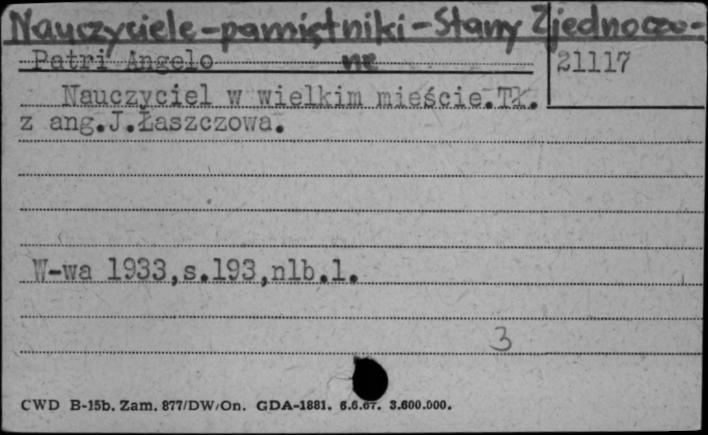 Nauczyciele-pamiętniki-Stany Zjednoczo-
ne
Patri Angelo
21117
Nauczyciel w wielkim mieście.Tł.
z ang.J.Łaszczowa.
W-wa 1933,s.193,nlb.1.
3
CWD B-15b. Zam. 877/DW/On. GDA-1881. 6.6.67. 3.600.000.